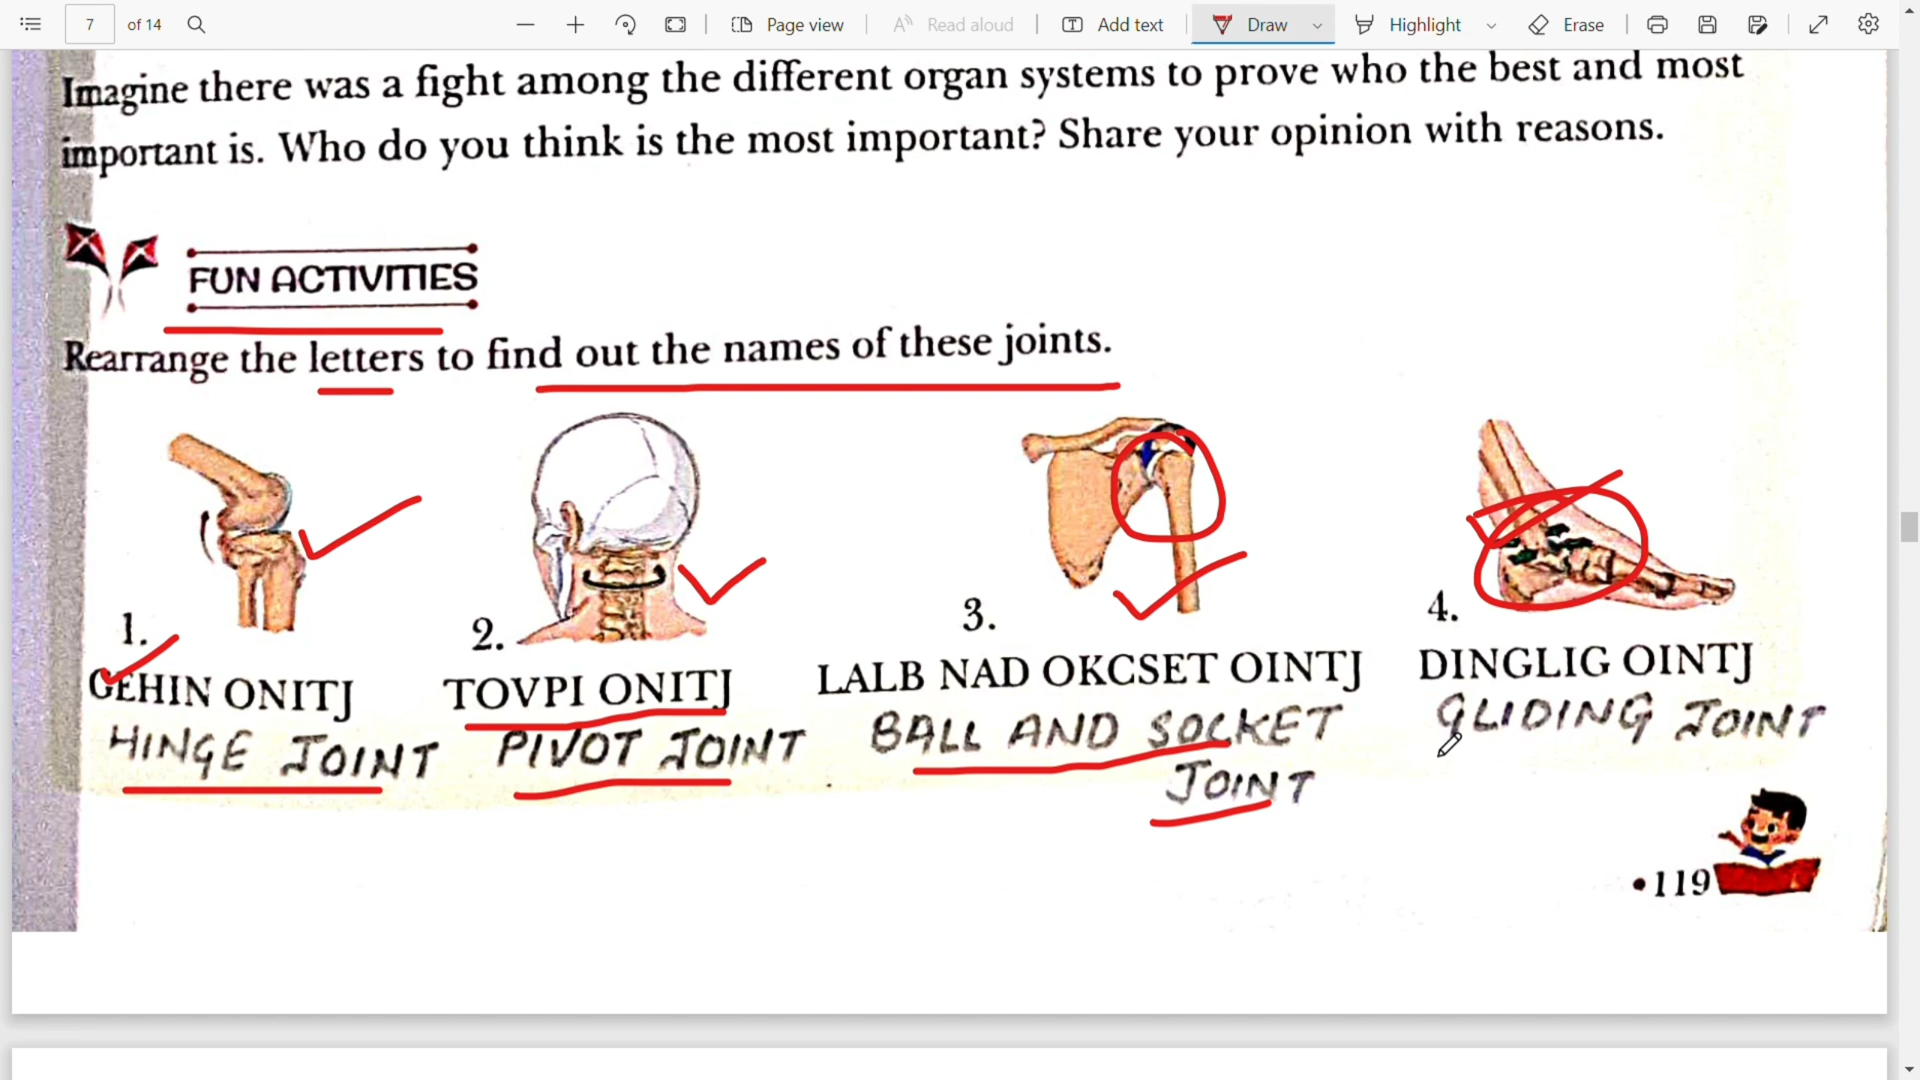 7 of 14 Page view Read aloud Add text Draw Highlight Erase
Imagine there was a fight among the different organ systems to prove who the best and most
important is. Who do you think is the most important? Share your opinion with reasons.
FUN ACTIVITIES
Rearrange the letters to find out the names of these joints.
1. 2. 3. 4.
GEHIN ONITJ TOVPI ONITJ LALB NAD OKCSET OINTJ DINGLIG OINTJ
HINGE JOINT PIVOT JOINT BALL AND SOCKET GLIDING JOINT
JOINT
•119